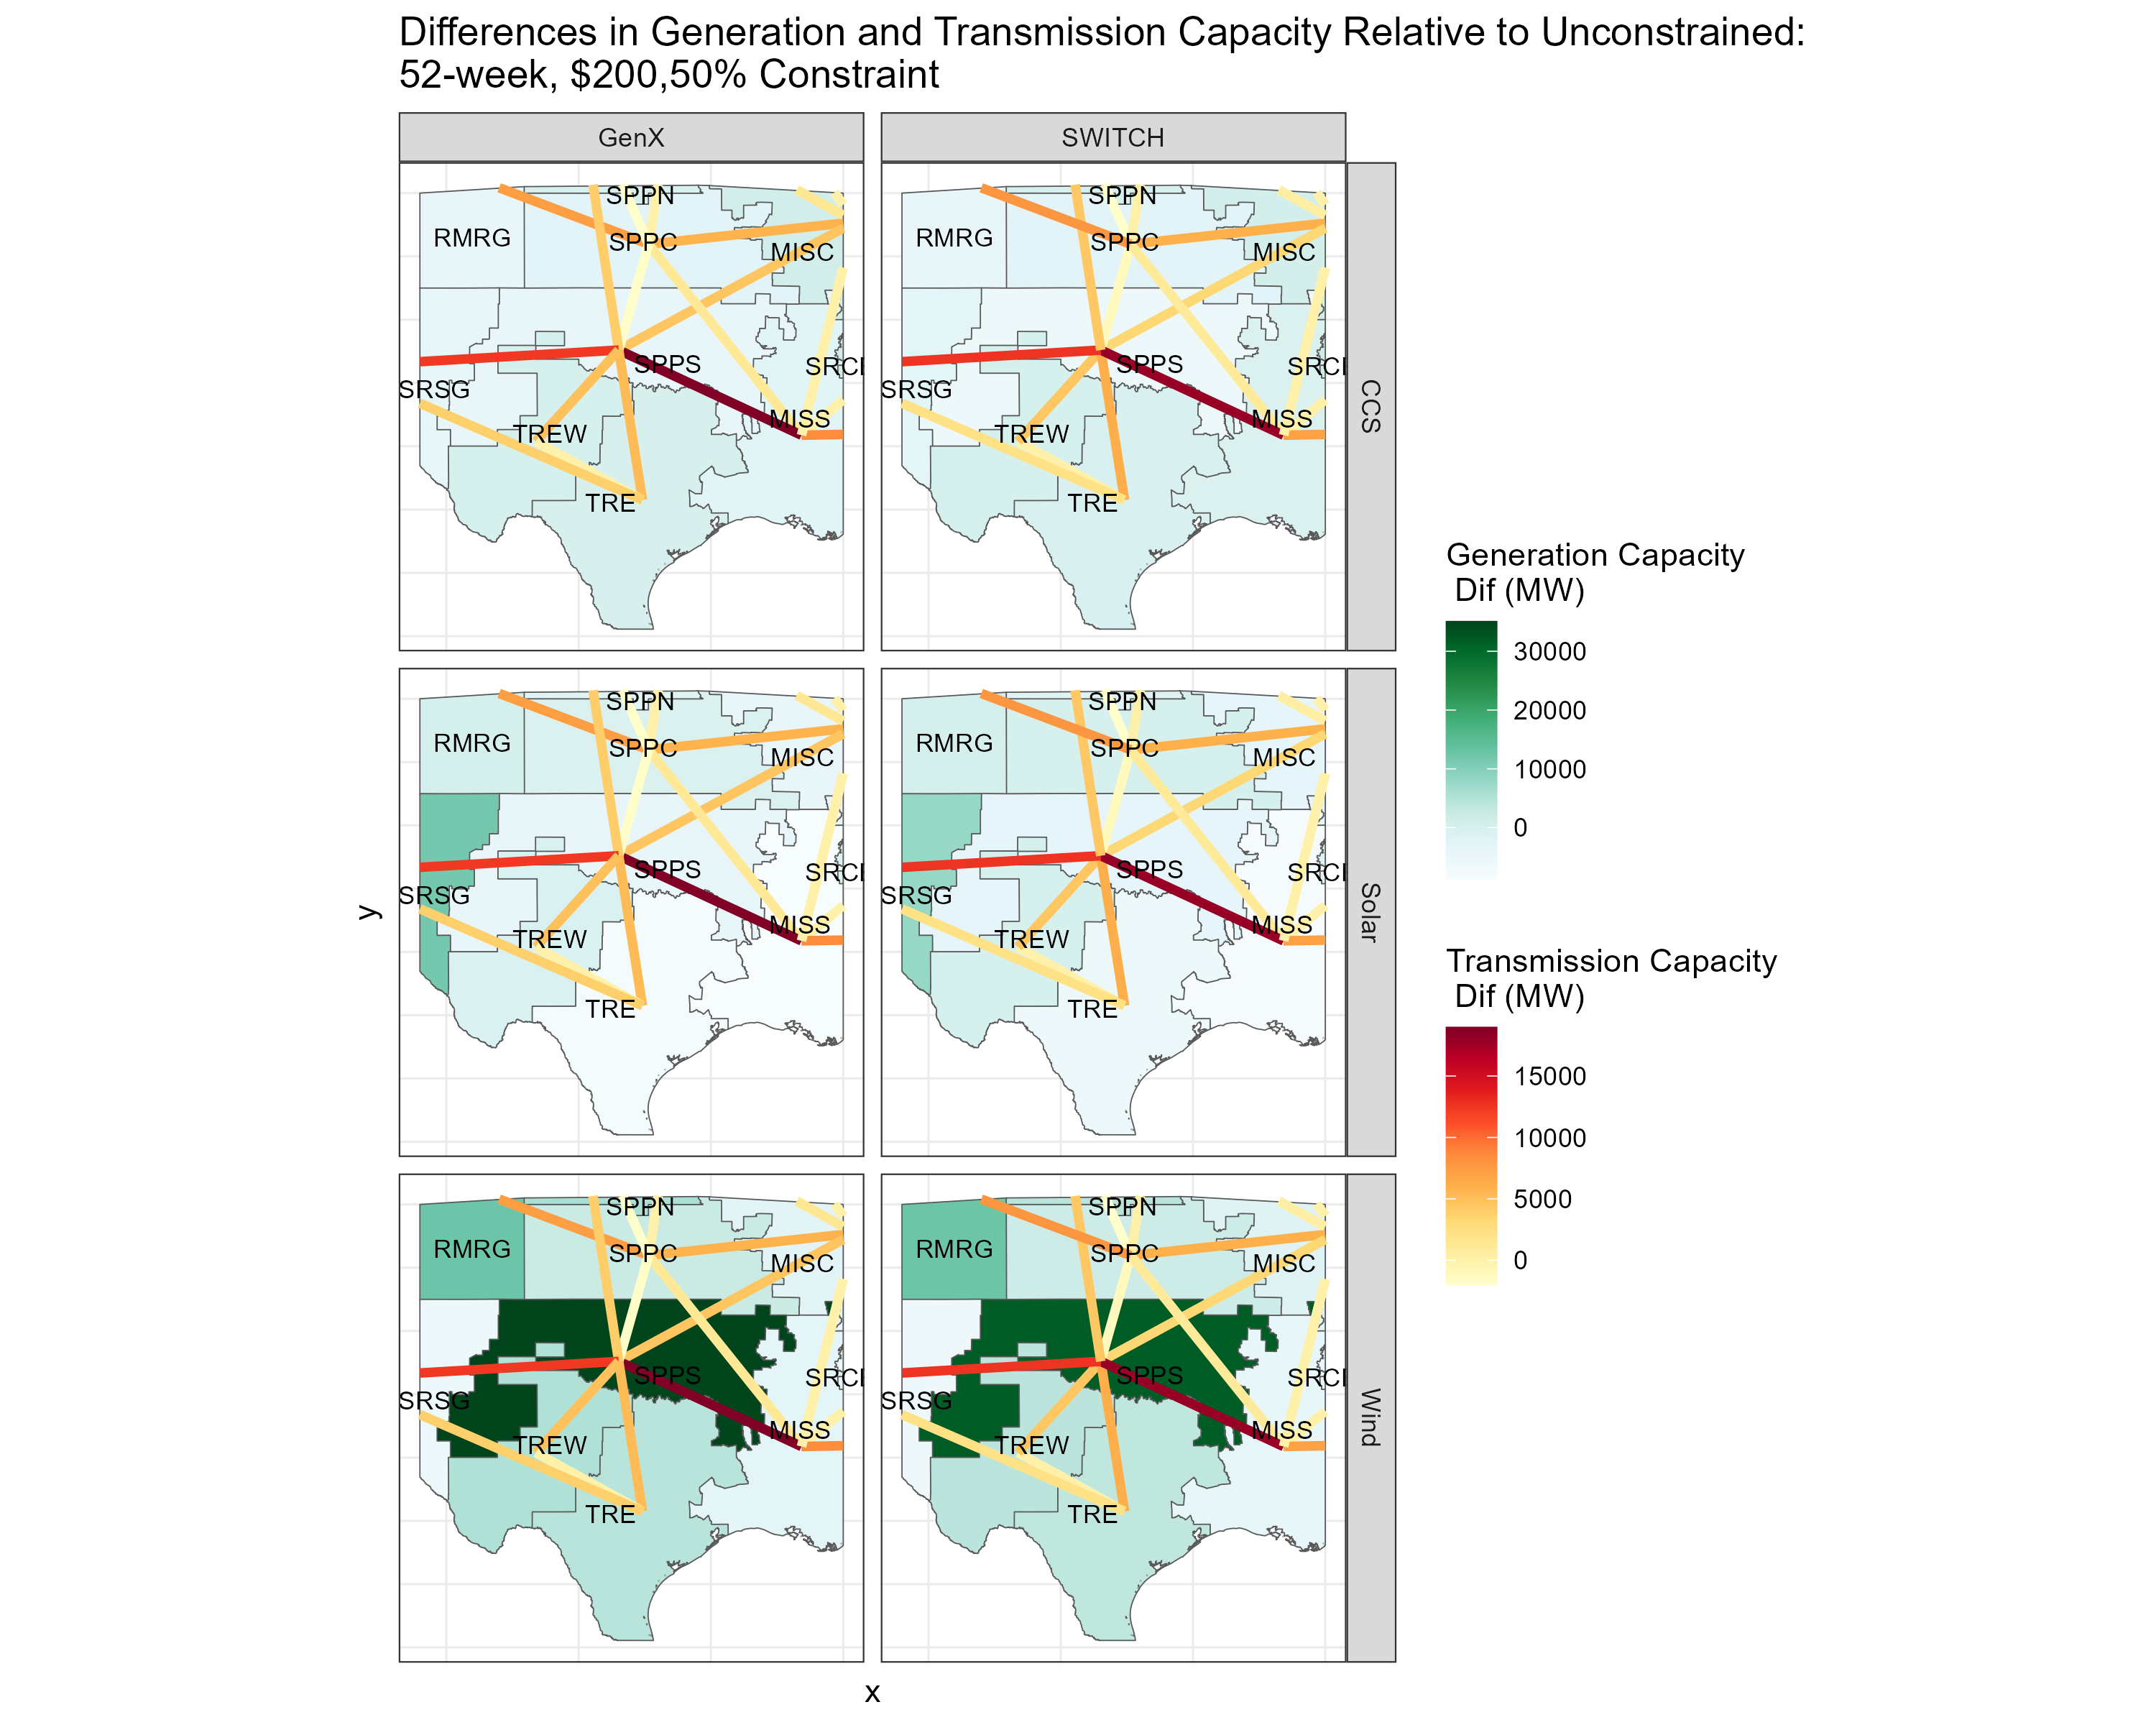 Differences in Generation and Transmission Capacity Relative to Unconstrained:
52-week, $200,50% Constraint
GenX
SWITCH
SPPN
RMRG
SPPC
MISC
SPPS
SRCI
SRSG
MISS
TREW
TRE
SPPN
RMRG
SPPC
MISC
SPPS
SRCI
SRSG
MISS
TREW
TRE
CCS
SPPN
RMRG
SPPC
MISC
SPPS
SRCI
SRSG
MISS
TREW
TRE
SPPN
RMRG
SPPC
MISC
SPPS
SRCI
SRSG
MISS
TREW
TRE
Solar
SPPN
RMRG
SPPC
MISC
SPPS
SRCI
SRSG
MISS
TREW
TRE
SPPN
RMRG
SPPC
MISC
SPPS
SRCI
SRSG
MISS
TREW
TRE
Wind
y
x
Generation Capacity
Dif (MW)
30000
20000
10000
0
Transmission Capacity
Dif (MW)
15000
10000
5000
0